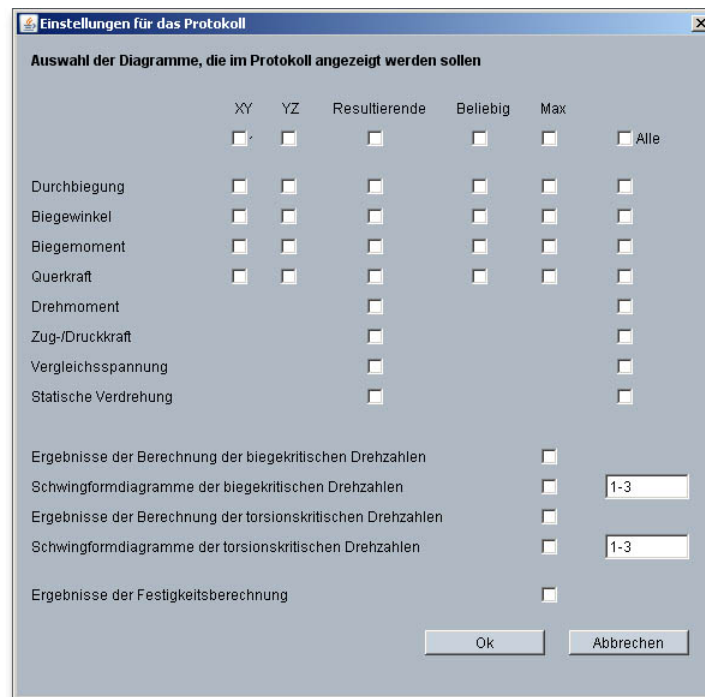 Einstellungen für das Protokoll
Auswahl der Diagramme, die im Protokoll angezeigt werden sollen
XY YZ Resultierende Beliebig Max
Alle
Durchbiegung
Biegewinkel
Biegemoment
Querkraft
Drehmoment
Zug-/Druckkraft
Vergleichsspannung
Statische Verdrehung
Ergebnisse der Berechnung der biegekritischen Drehzahlen
Schwingformdiagramme der biegekritischen Drehzahlen 1-3
Ergebnisse der Berechnung der torsionskritischen Drehzahlen
Schwingformdiagramme der torsionskritischen Drehzahlen 1-3
Ergebnisse der Festigkeitsberechnung
Ok Abbrechen